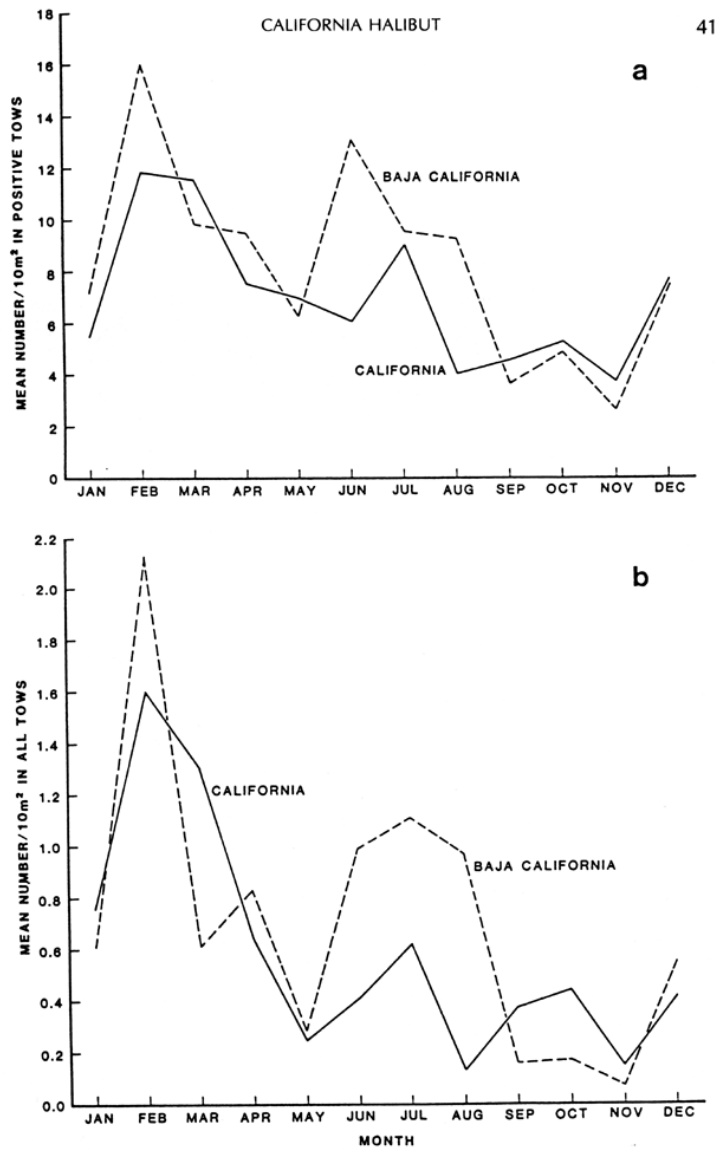 CALIFORNIA HALIBUT 41
a
MEAN NUMBER/10m² IN POSITIVE TOWS
18
16
14
12
10
8
6
4
2
0
BAJA CALIFORNIA
CALIFORNIA
JAN FEB MAR APR MAY JUN JUL AUG SEP OCT NOV DEC
b
MEAN NUMBER/10m² IN ALL TOWS
2.2
2.0
1.8
1.6
1.4
1.2
1.0
0.8
0.6
0.4
0.2
0.0
CALIFORNIA
BAJA CALIFORNIA
JAN FEB MAR APR MAY JUN JUL AUG SEP OCT NOV DEC
MONTH